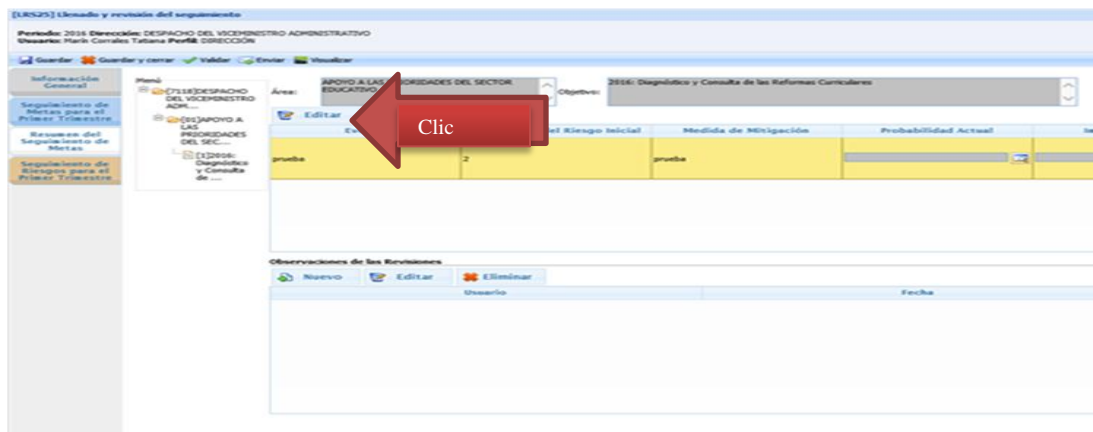 [LRS25] Llenado y revisión del seguimiento
Periodo: 2016 Dirección: DESPACHO DEL VICEMINISTRO ADMINISTRATIVO
Usuario: Marín Corrales Tatiana Perfil: DIRECCIÓN
Guardar Guardar y cerrar Validar Enviar Visualizar
Información General
Seguimiento de Metas para el Primer Trimestre
Resumen del Seguimiento de Metas
Seguimiento de Riesgos para el Primer Trimestre
Menú
[7118]DESPACHO
DEL VICEMINISTRO
ADM....
[01]APOYO A
LAS
PRIORIDADES
DEL SEC....
[1]2016:
Diagnóstico
y Consulta
de ....
Área: APOYO A LAS PRIORIDADES DEL SECTOR
EDUCATIVO
Objetivo: 2016: Diagnóstico y Consulta de las Reformas Curriculares
Editar
Clic
del Riesgo Inicial Medida de Mitigación Probabilidad Actual
prueba 2 prueba
Observaciones de las Revisiones
Nuevo Editar Eliminar
Usuario Fecha